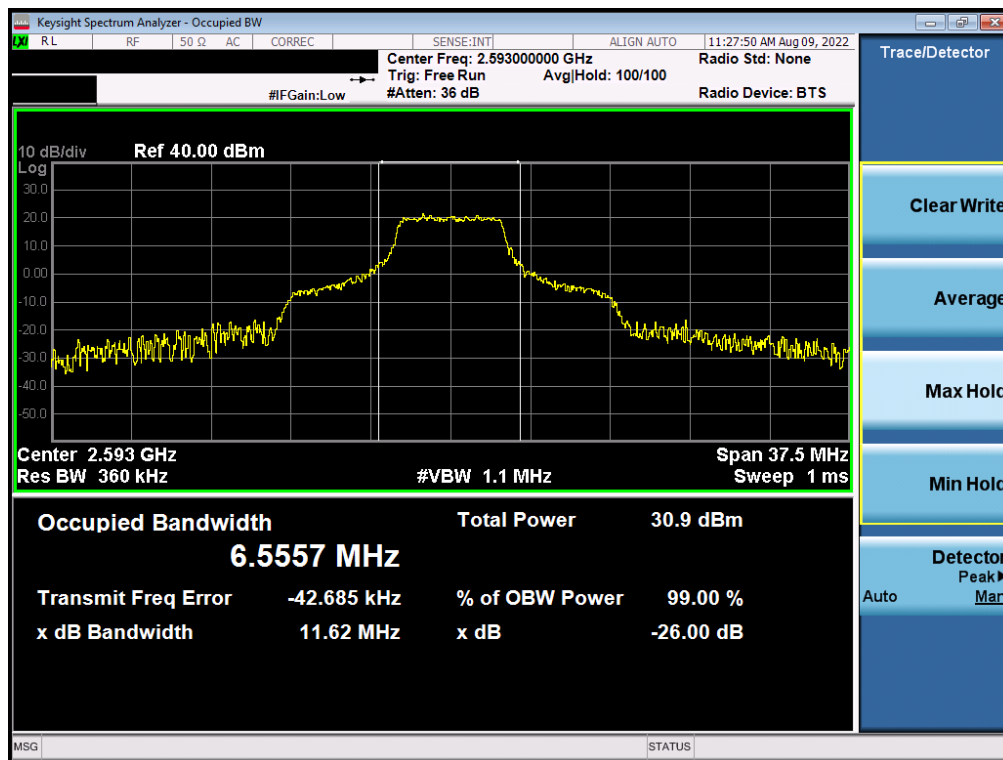 Keysight Spectrum Analyzer - Occupied BW
LXI RL RF 50 Ω AC CORREC SENSE:INT ALIGN AUTO 11:27:50 AM Aug 09, 2022
Center Freq: 2.593000000 GHz Radio Std: None
Trig: Free Run Avg|Hold: 100/100
#IFGain:Low #Atten: 36 dB Radio Device: BTS
10 dB/div Ref 40.00 dBm
Log
30.0
20.0
10.0
0.00
-10.0
-20.0
-30.0
-40.0
-50.0
Center 2.593 GHz Span 37.5 MHz
Res BW 360 kHz #VBW 1.1 MHz Sweep 1 ms
Occupied Bandwidth Total Power 30.9 dBm
6.5557 MHz
Transmit Freq Error -42.685 kHz % of OBW Power 99.00 %
x dB Bandwidth 11.62 MHz x dB -26.00 dB
Trace/Detector
Clear Write
Average
Max Hold
Min Hold
Detector
Peak▶
Auto Man
MSG STATUS